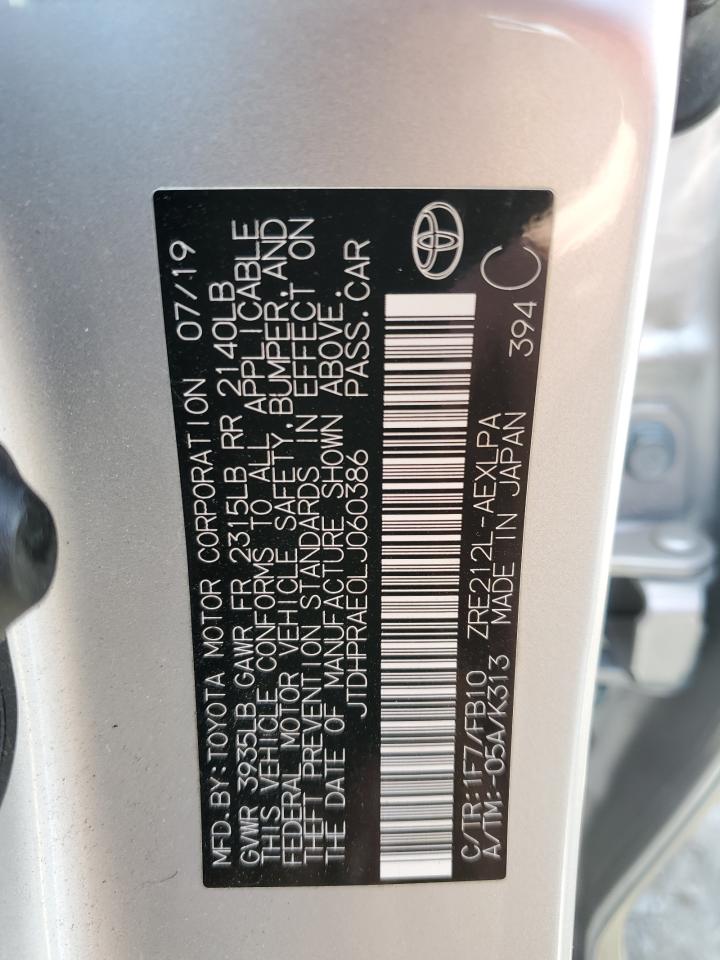 MFD.BY:TOYOTA MOTOR CORPORATION 07/19
GVWR 3935LB GAWR FR 2315LB RR 2140LB
THIS VEHICLE CONFORMS TO ALL APPLICABLE
FEDERAL MOTOR VEHICLE SAFETY,BUMPER,AND
THEFT PREVENTION STANDARDS IN EFFECT ON
THE DATE OF MANUFACTURE SHOWN ABOVE.
JTDHPRAE0LJ060386 PASS.CAR
C/TR:1F7/FB10 ZRE212L-AEXLPA
A/TM:-05A/K313 MADE IN JAPAN 394 C